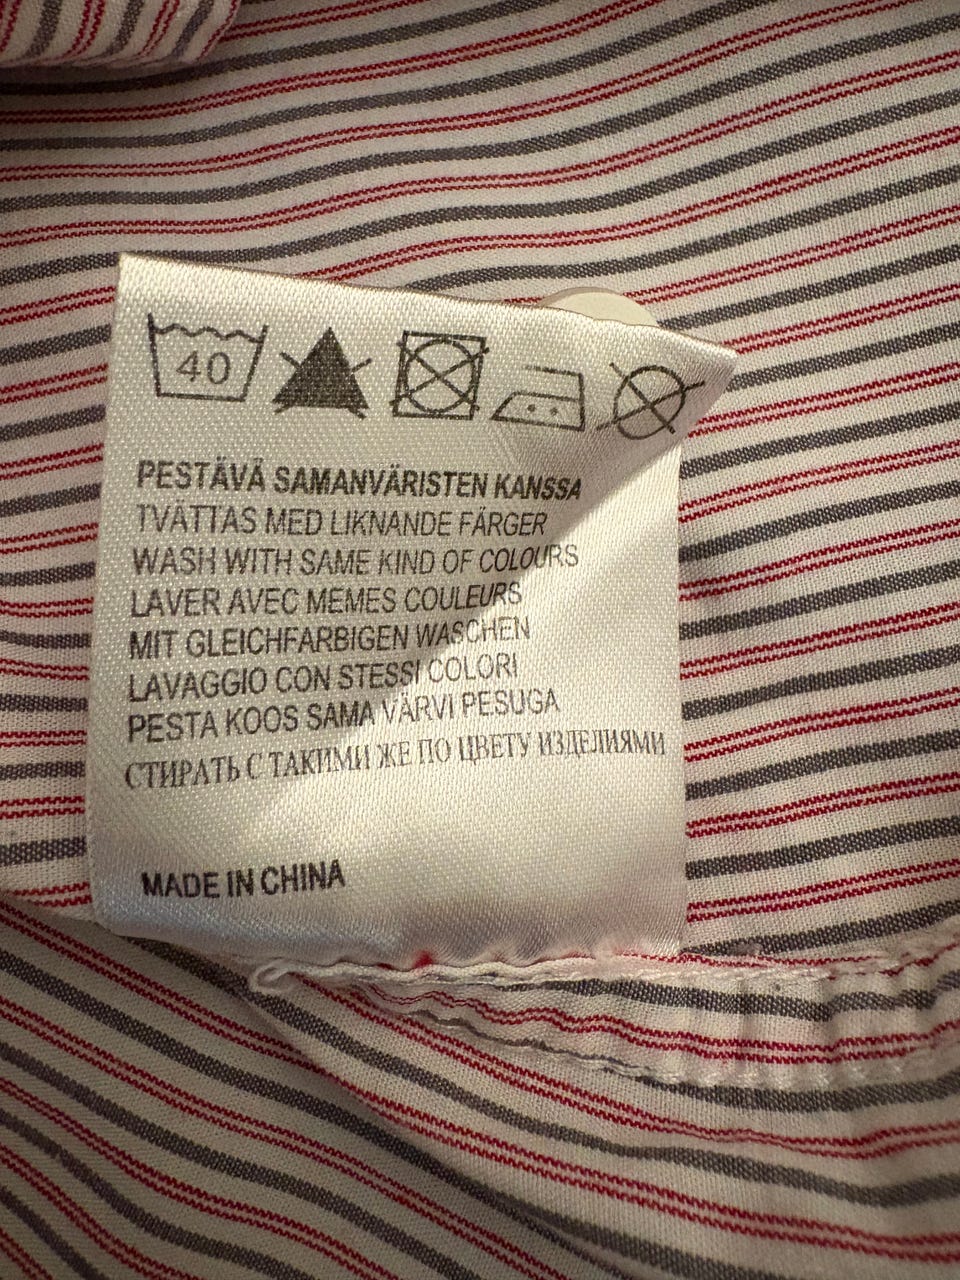 40
PESTÄVÄ SAMANVÄRISTEN KANSSA
TVÄTTAS MED LIKNANDE FÄRGER
WASH WITH SAME KIND OF COLOURS
LAVER AVEC MEMES COULEURS
MIT GLEICHFARBIGEN WASCHEN
LAVAGGIO CON STESSI COLORI
PESTA KOOS SAMA VÄRVI PESUGA
СТИРАТЬ С ТАКИМИ ЖЕ ПО ЦВЕТУ ИЗДЕЛИЯМИ
MADE IN CHINA